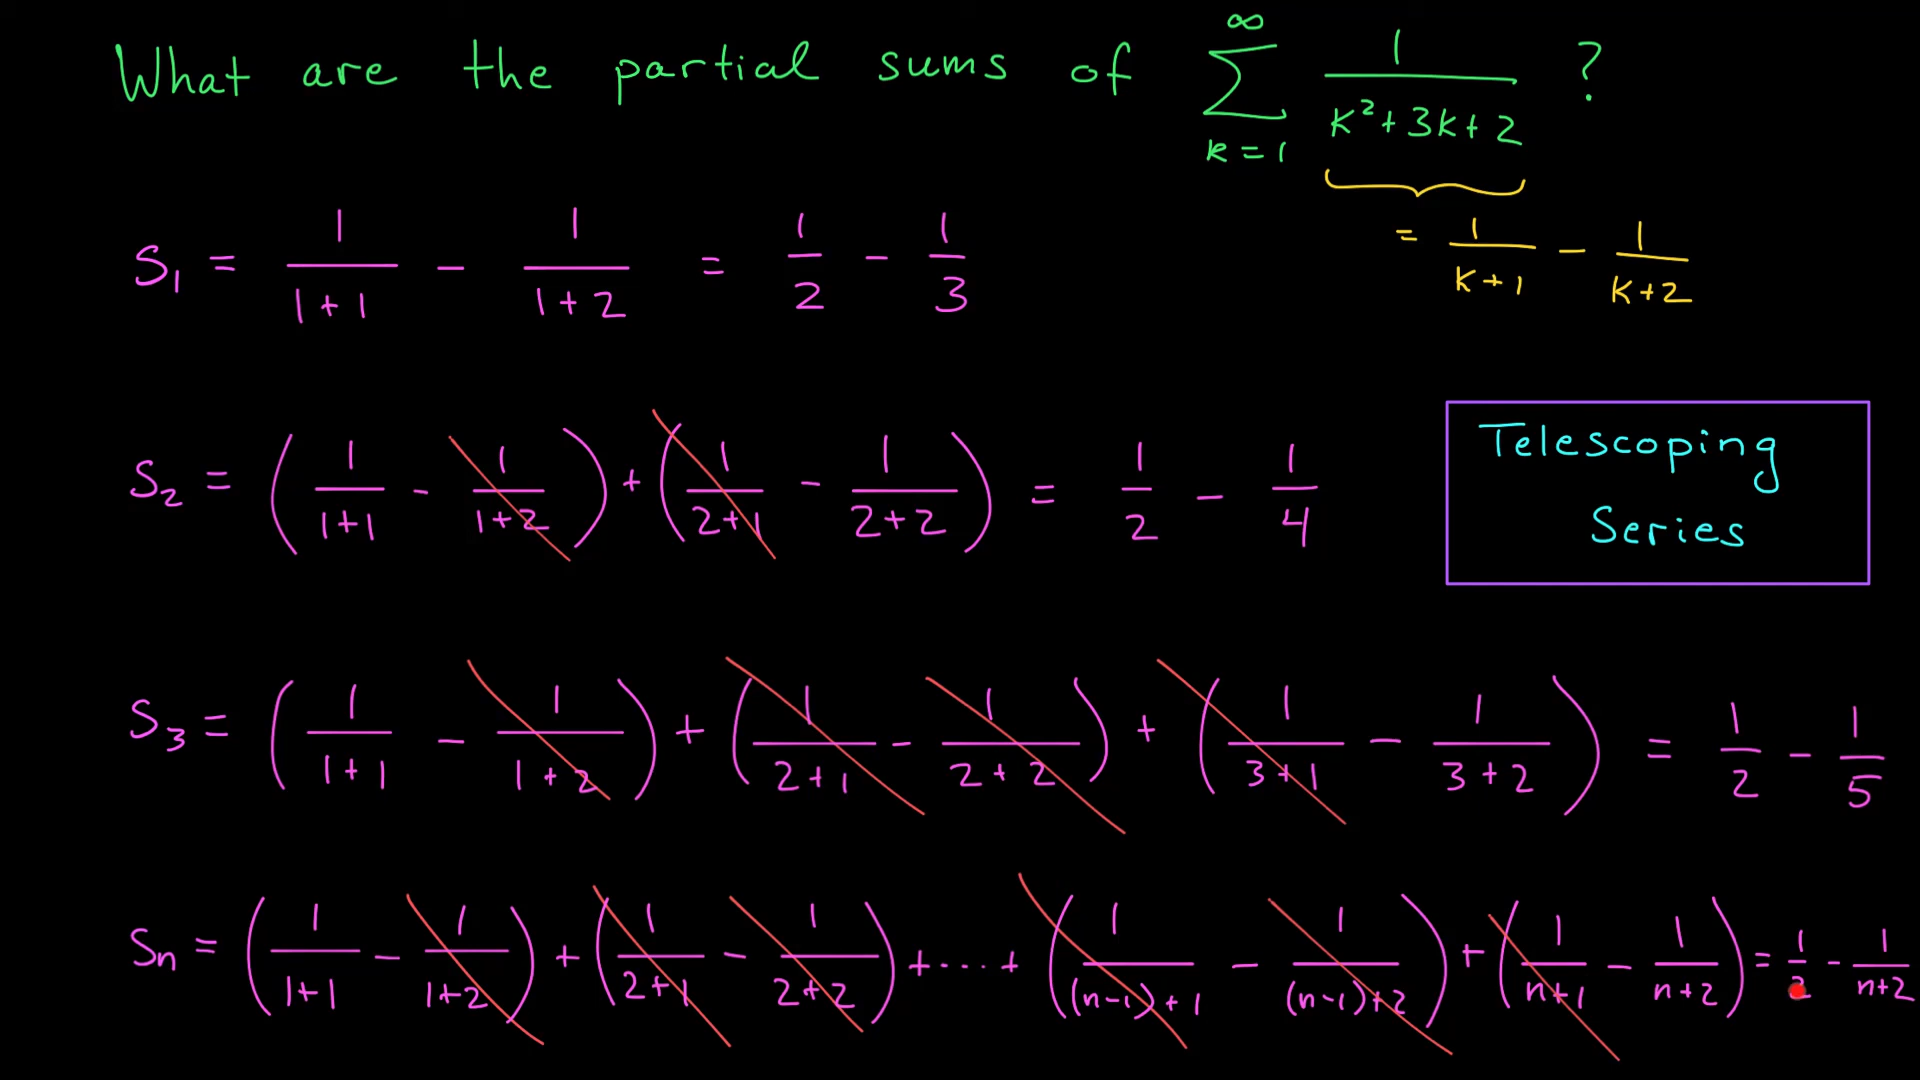 What are the partial sums of ∑_{k=1}^{∞} 1/(k²+3k+2) ?
= 1/(k+1) - 1/(k+2)
S₁ = 1/(1+1) - 1/(1+2) = 1/2 - 1/3
Telescoping
Series
S₂ = (1/(1+1) - 1/(1+2)) + (1/(2+1) - 1/(2+2)) = 1/2 - 1/4
S₃ = (1/(1+1) - 1/(1+2)) + (1/(2+1) - 1/(2+2)) + (1/(3+1) - 1/(3+2)) = 1/2 - 1/5
Sn = (1/(1+1) - 1/(1+2)) + (1/(2+1) - 1/(2+2)) + ··· + (1/((n-1)+1) - 1/((n-1)+2)) + (1/(n+1) - 1/(n+2)) = 1/2 - 1/(n+2)